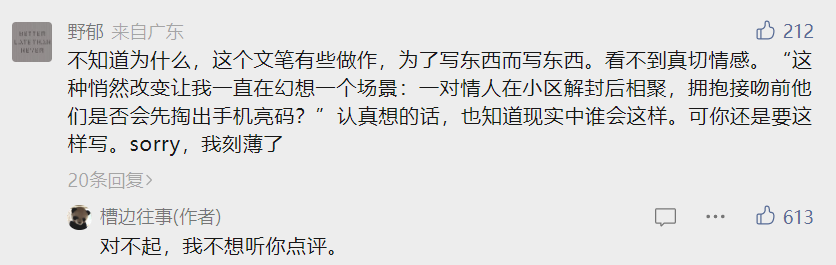 BETTER
LATE THAN
NEVER
野郁 来自广东 212
不知道为什么，这个文笔有些做作，为了写东西而写东西。看不到真切情感。“这
种悄然改变让我一直在幻想一个场景：一对情人在小区解封后相聚，拥抱接吻前他
们是否会先掏出手机亮码？”认真想的话，也知道现实中谁会这样。可你还是要这
样写。sorry，我刻薄了
20条回复>
槽边往事(作者) 613
对不起，我不想听你点评。